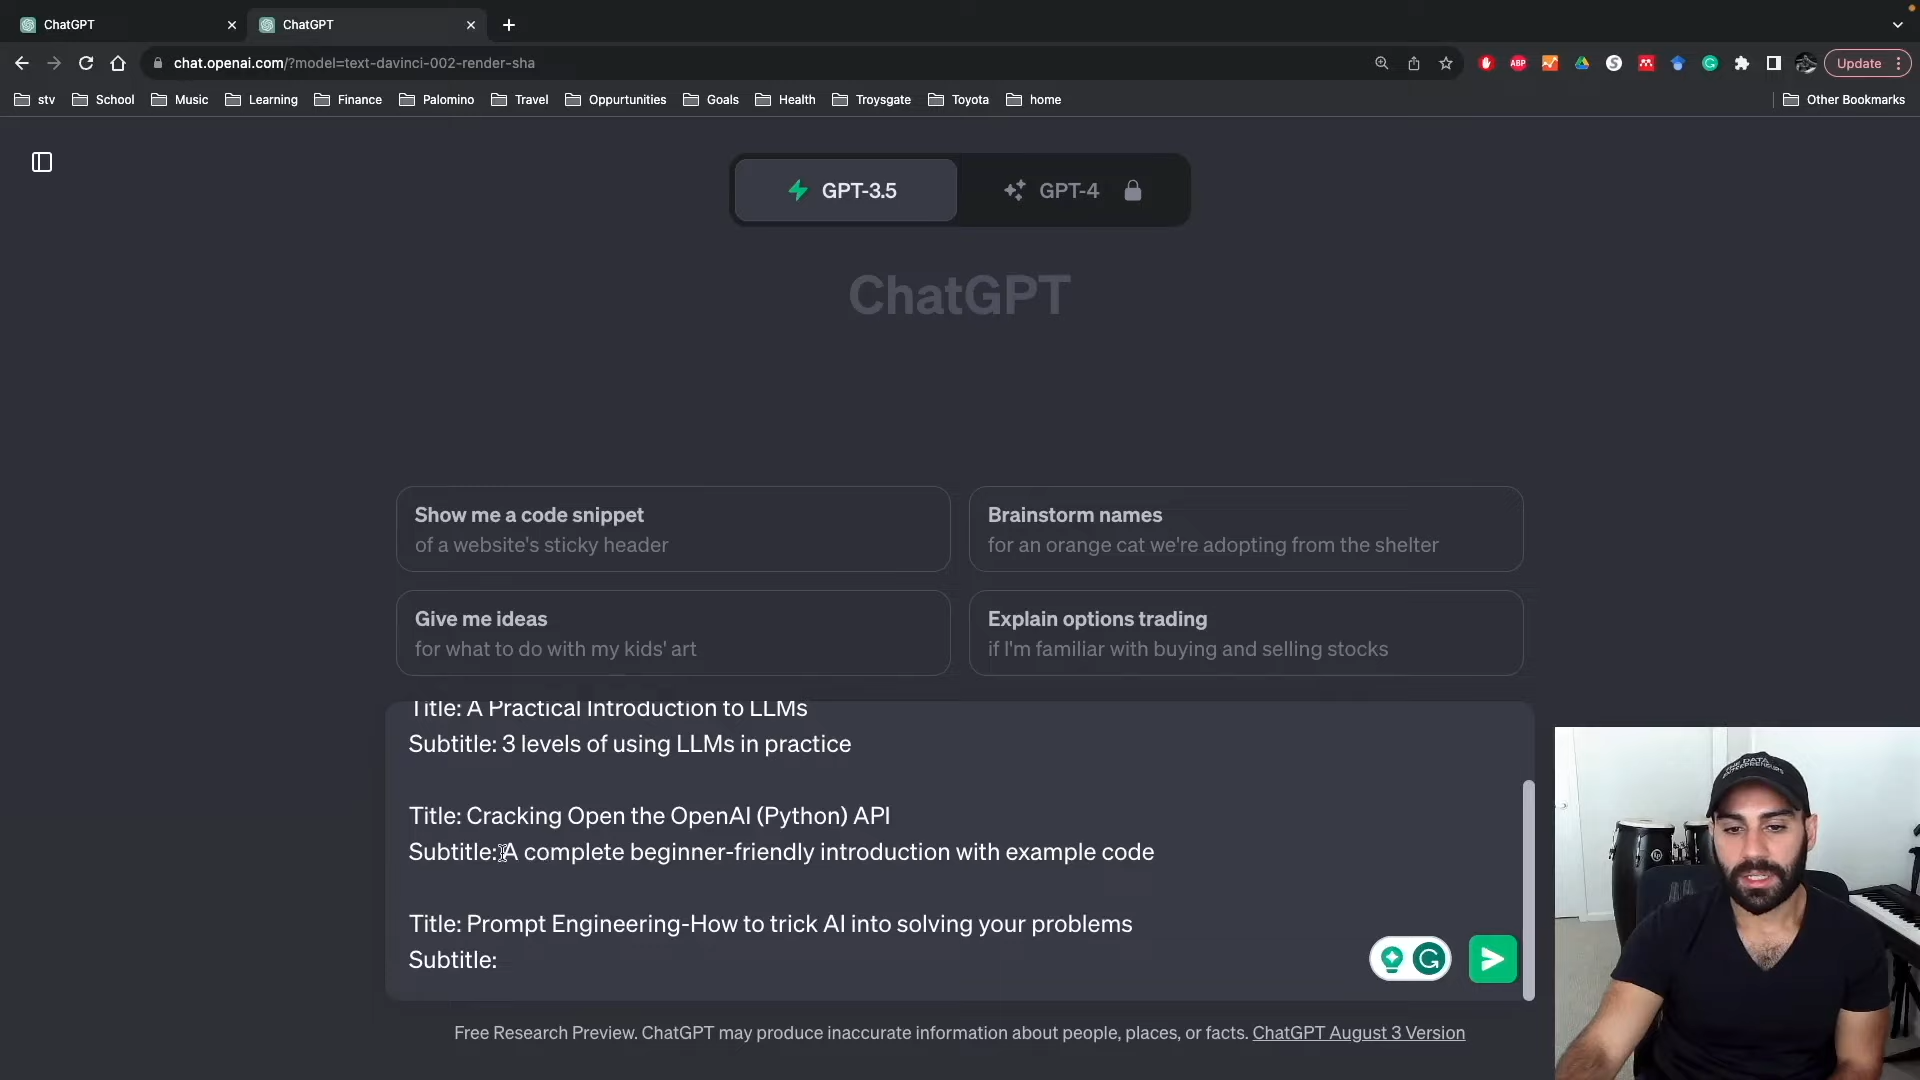 ChatGPT
ChatGPT
chat.openai.com/?model=text-davinci-002-render-sha
ABP
Update
stv
School
Music
Learning
Finance
Palomino
Travel
Oppurtunities
Goals
Health
Troysgate
Toyota
home
Other Bookmarks
GPT-3.5
GPT-4
ChatGPT
Show me a code snippet
of a website's sticky header
Brainstorm names
for an orange cat we're adopting from the shelter
Give me ideas
for what to do with my kids' art
Explain options trading
if I'm familiar with buying and selling stocks
Title: A Practical Introduction to LLMs
Subtitle: 3 levels of using LLMs in practice
Title: Cracking Open the OpenAI (Python) API
Subtitle: A complete beginner-friendly introduction with example code
Title: Prompt Engineering-How to trick AI into solving your problems
Subtitle:
Free Research Preview. ChatGPT may produce inaccurate information about people, places, or facts. ChatGPT August 3 Version
THE DATA
ENTREPRENEURS
LP